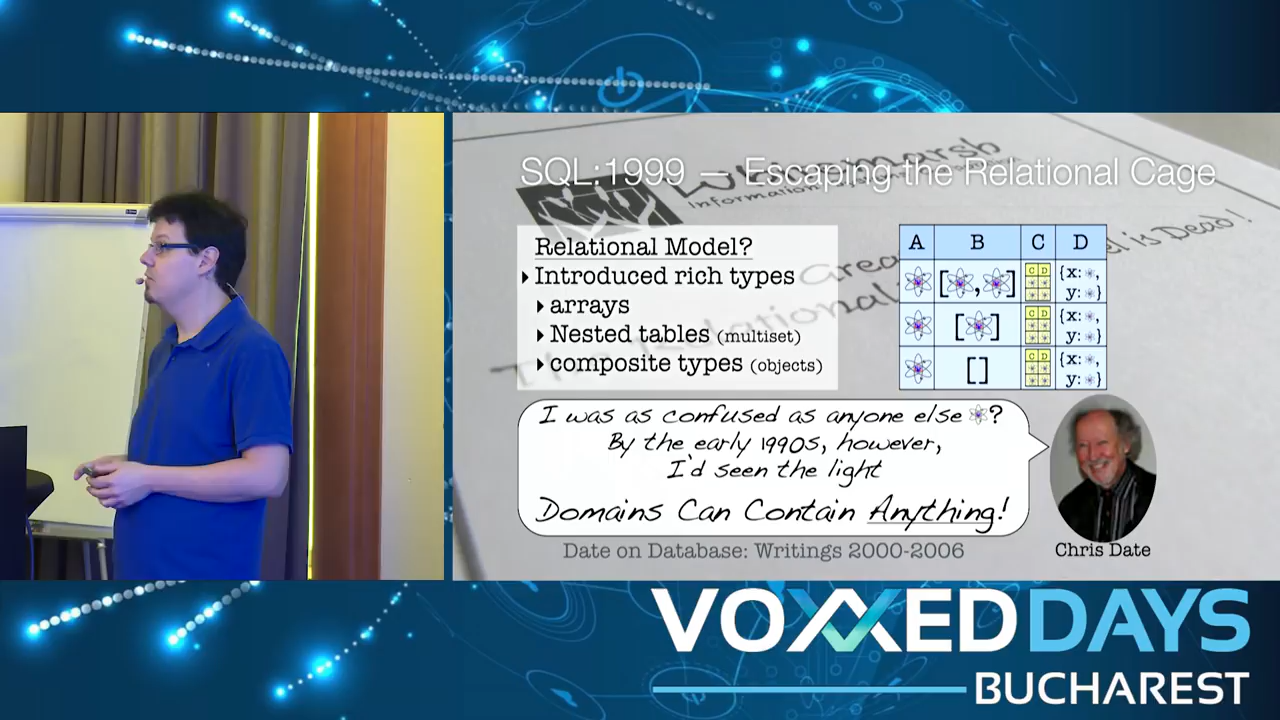 SQL:1999 — Escaping the Relational Cage
Relational Model?
Introduced rich types
arrays
Nested tables (multiset)
composite types (objects)
A B C D
[ , ] C D {x: ,
y: }
[ ] C D {x: ,
y: }
[] C D {x: ,
y: }
I was as confused as anyone else ?
By the early 1990s, however,
I'd seen the light
Domains Can Contain Anything!
Date on Database: Writings 2000-2006
Chris Date
VOXXED DAYS
BUCHAREST